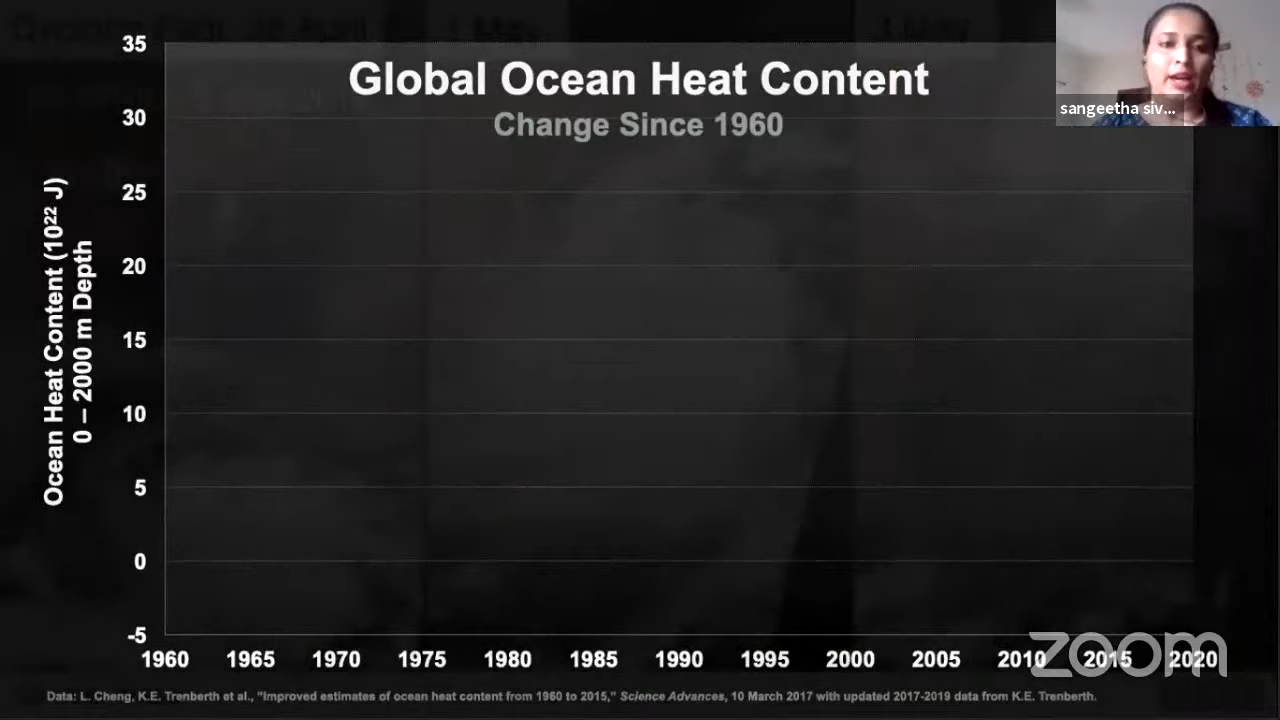 Global Ocean Heat Content
Change Since 1960
sangeetha siv...
Ocean Heat Content (10²² J)
0 – 2000 m Depth
35
30
25
20
15
10
5
0
-5
1960 1965 1970 1975 1980 1985 1990 1995 2000 2005 2010 2015 2020
zoom
Data: L. Cheng, K.E. Trenberth et al., "Improved estimates of ocean heat content from 1960 to 2015," Science Advances, 10 March 2017 with updated 2017-2019 data from K.E. Trenberth.